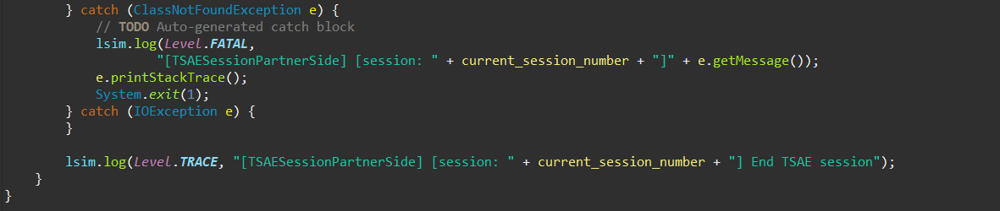 } catch (ClassNotFoundException e) {
// TODO Auto-generated catch block
lsim.log(Level.FATAL,
"[TSAESessionPartnerSide] [session: " + current_session_number + "]" + e.getMessage());
e.printStackTrace();
System.exit(1);
} catch (IOException e) {
}
lsim.log(Level.TRACE, "[TSAESessionPartnerSide] [session: " + current_session_number + "] End TSAE session");
}
}